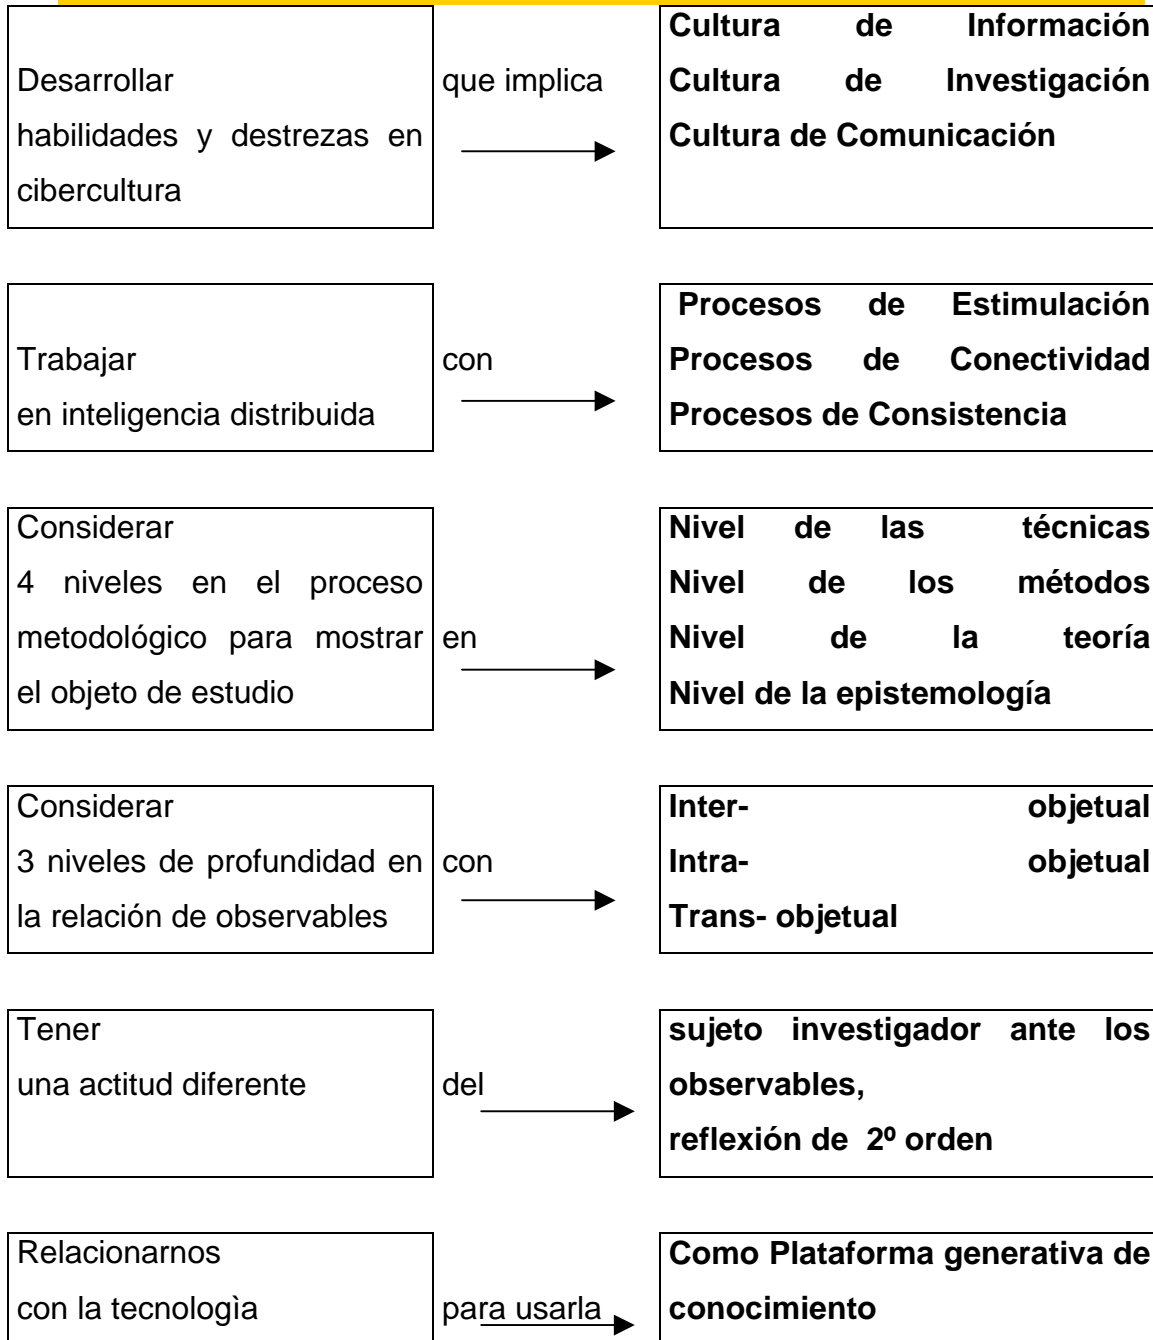 Desarrollar
habilidades y destrezas en
cibercultura
que implica
Cultura de Información
Cultura de Investigación
Cultura de Comunicación
Trabajar
en inteligencia distribuida
con
Procesos de Estimulación
Procesos de Conectividad
Procesos de Consistencia
Considerar
4 niveles en el proceso
metodológico para mostrar
el objeto de estudio
en
Nivel de las técnicas
Nivel de los métodos
Nivel de la teoría
Nivel de la epistemología
Considerar
3 niveles de profundidad en
la relación de observables
con
Inter- objetual
Intra- objetual
Trans- objetual
Tener
una actitud diferente
del
sujeto investigador ante los
observables,
reflexión de 2º orden
Relacionarnos
con la tecnologìa
para usarla
Como Plataforma generativa de
conocimiento